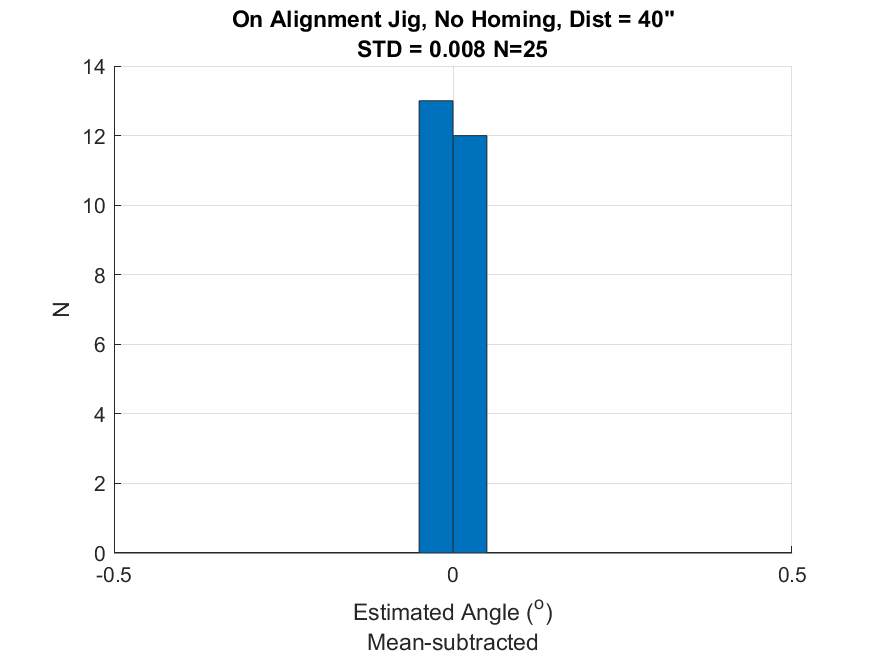 On Alignment Jig, No Homing, Dist = 40"
STD = 0.008 N=25
14
12
10
8
6
4
2
0
N
-0.5
0
0.5
Estimated Angle (o)
Mean-subtracted